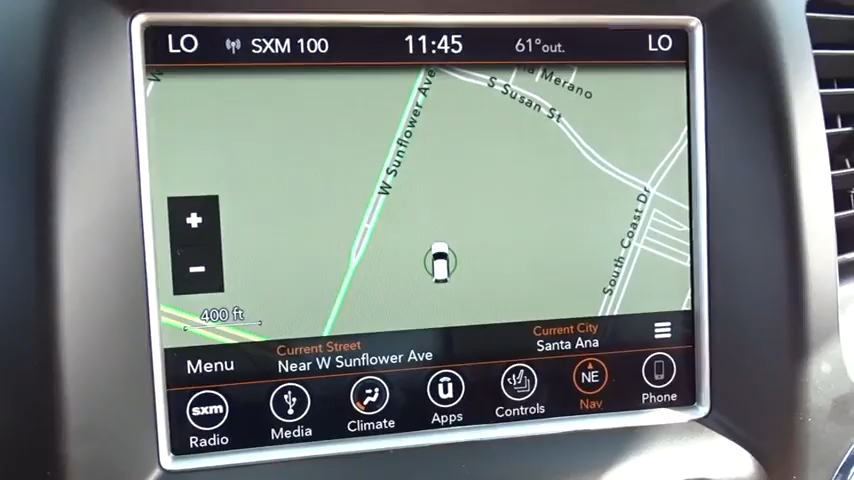 LO SXM 100 11:45 61°out. LO
W
W Sunflower Ave
S Susan St
Merano
South Coast Dr
+
-
400 ft
Menu
Current Street
Near W Sunflower Ave
Current City
Santa Ana
sxm
Radio
Media
Climate
u
Apps
Controls
NE
Nav
Phone